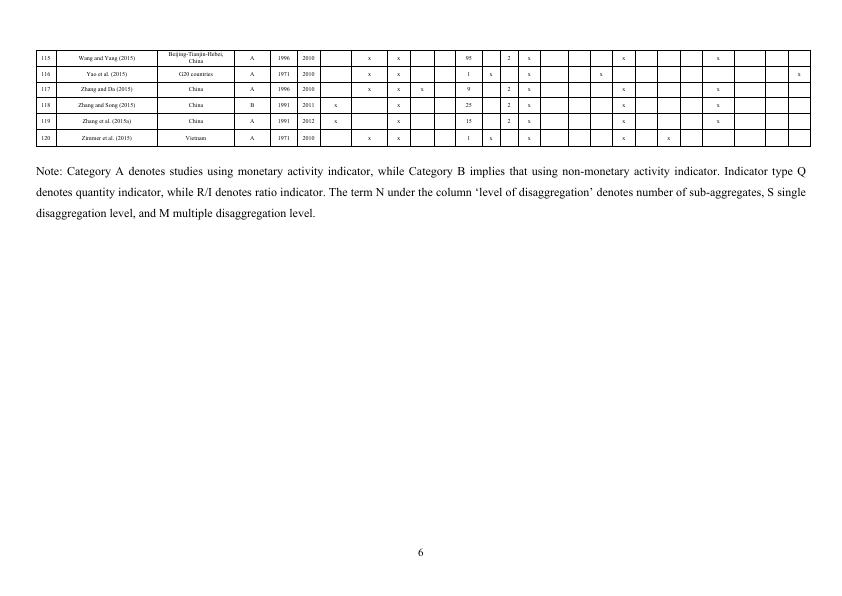 115 Wang and Yang (2015) Beijing-Tianjin-Hebei, China A 1996 2010 x x 95 2 x x x
116 Yao et al. (2015) G20 countries A 1971 2010 x x 1 x x x x
117 Zhang and Da (2015) China A 1996 2010 x x x 9 2 x x x
118 Zhang and Song (2015) China B 1991 2011 x x 25 2 x x x
119 Zhang et al. (2015a) China A 1991 2012 x x 15 2 x x x
120 Zimmer et al. (2015) Vietnam A 1971 2010 x x 1 x x x x
Note: Category A denotes studies using monetary activity indicator, while Category B implies that using non-monetary activity indicator. Indicator type Q
denotes quantity indicator, while R/I denotes ratio indicator. The term N under the column ‘level of disaggregation’ denotes number of sub-aggregates, S single
disaggregation level, and M multiple disaggregation level.
6